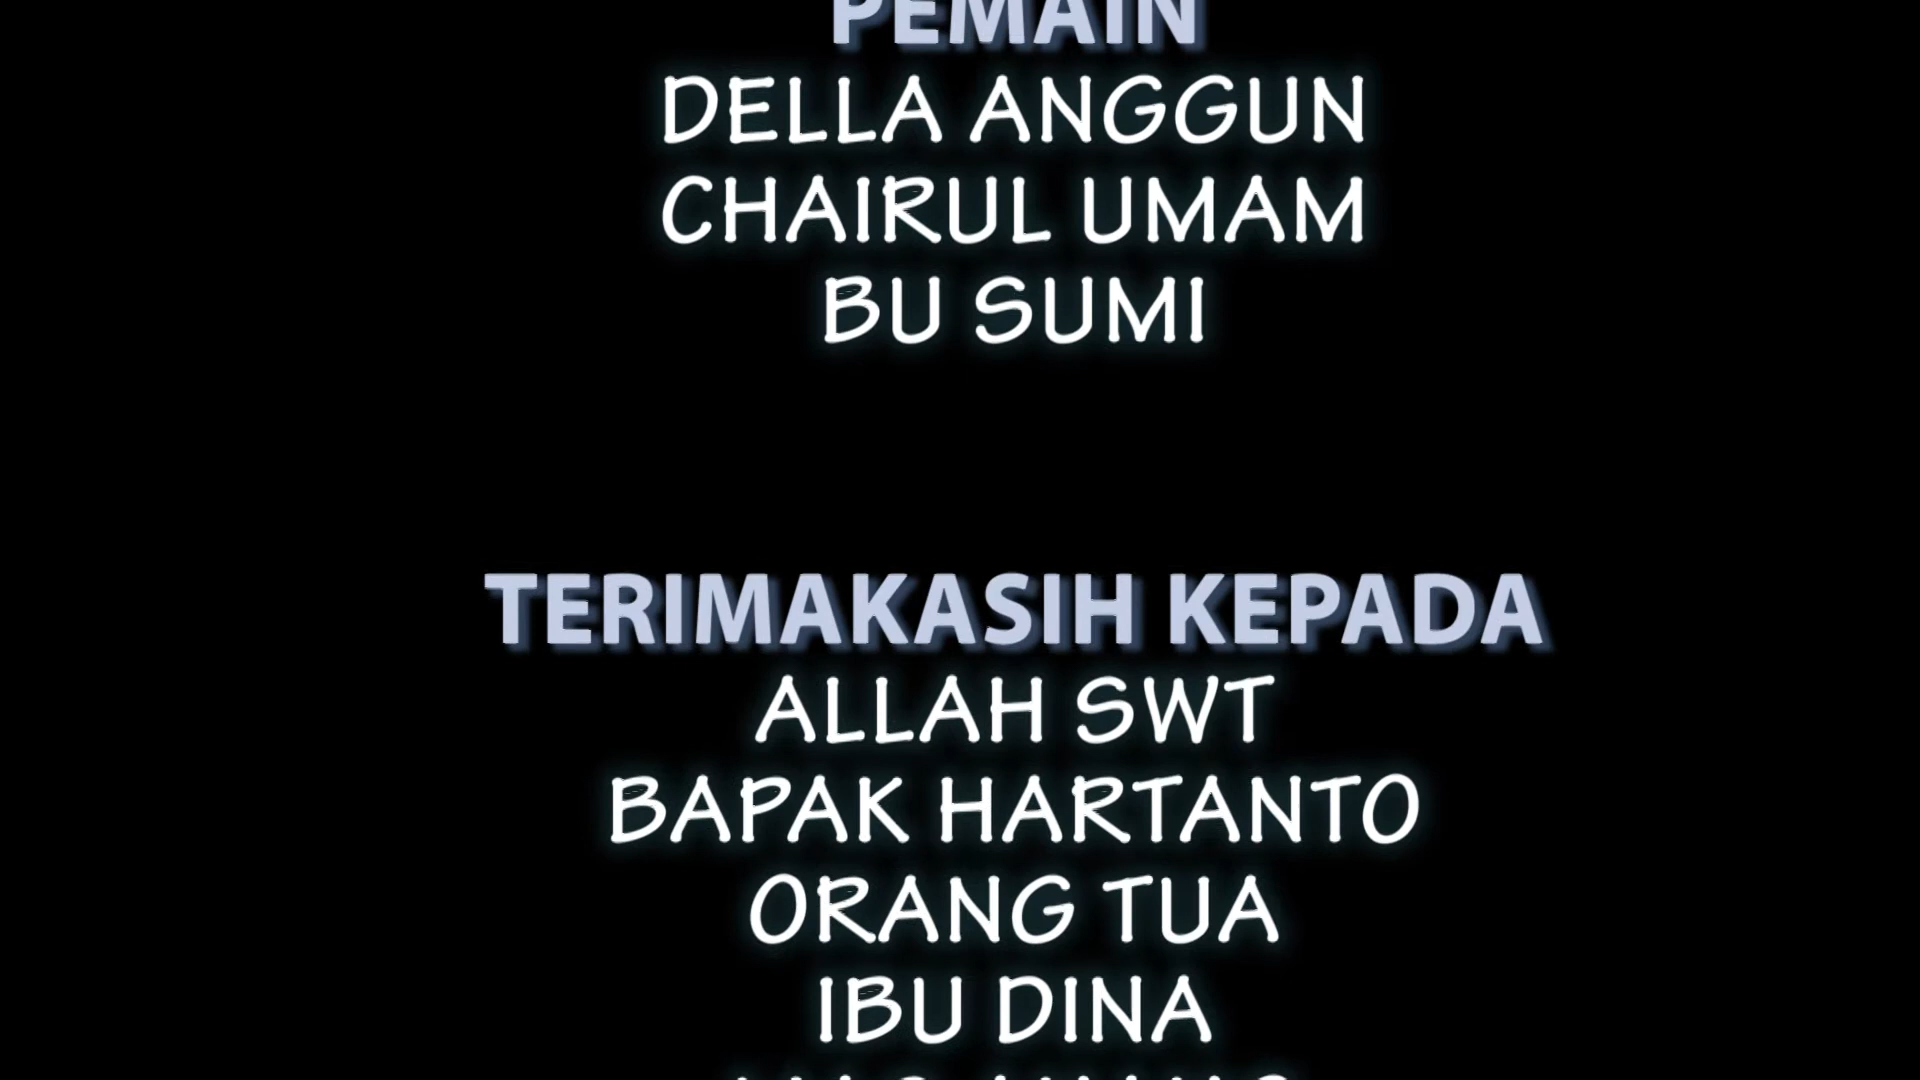 PEMAIN
DELLA ANGGUN
CHAIRUL UMAM
BU SUMI
TERIMAKASIH KEPADA
ALLAH SWT
BAPAK HARTANTO
ORANG TUA
IBU DINA